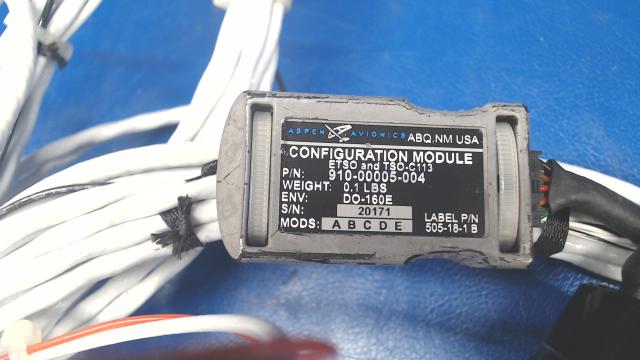 ASPEN AVIONICS ABQ.NM USA
CONFIGURATION MODULE
ETSO and TSO-C113
P/N: 910-00005-004
WEIGHT: 0.1 LBS
ENV: DO-160E
S/N: 20171
MODS: A B C D E
LABEL P/N
505-18-1 B